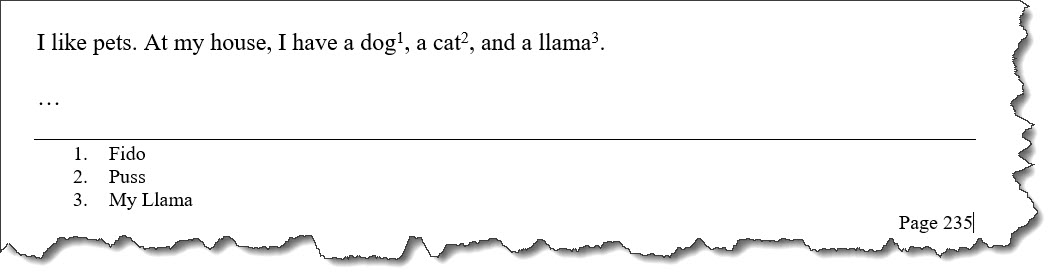 I like pets. At my house, I have a dog¹, a cat², and a llama³.
…
1. Fido
2. Puss
3. My Llama
Page 235